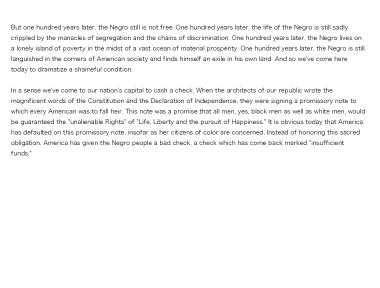 But one hundred years later, the Negro still is not free. One hundred years later, the life of the Negro is still sadly
crippled by the manacles of segregation and the chains of discrimination. One hundred years later, the Negro lives on
a lonely island of poverty in the midst of a vast ocean of material prosperity. One hundred years later, the Negro is still
languished in the corners of American society and finds himself an exile in his own land. And so we've come here
today to dramatize a shameful condition.

In a sense we've come to our nation's capital to cash a check. When the architects of our republic wrote the
magnificent words of the Constitution and the Declaration of Independence, they were signing a promissory note to
which every American was to fall heir. This note was a promise that all men, yes, black men as well as white men, would
be guaranteed the "unalienable Rights" of "Life, Liberty and the pursuit of Happiness." It is obvious today that America
has defaulted on this promissory note, insofar as her citizens of color are concerned. Instead of honoring this sacred
obligation, America has given the Negro people a bad check, a check which has come back marked "insufficient
funds."